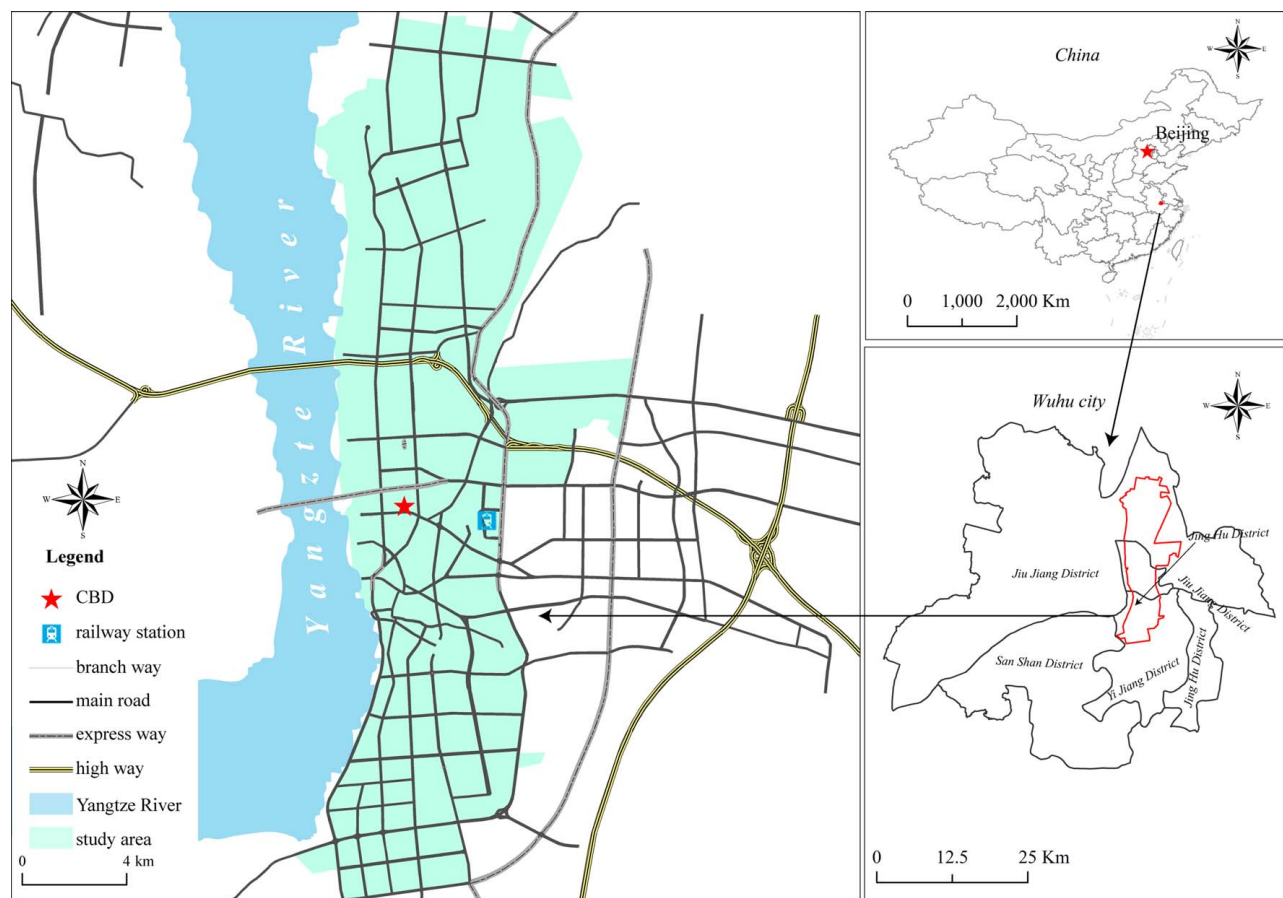 Yangtze River
N
W
E
S
Legend
CBD
railway station
branch way
main road
express way
high way
Yangtze River
study area
0
4 km
China
N
W
E
S
Beijing
0
1,000
2,000 Km
Wuhu city
N
W
E
S
Jing Hu District
Jiu Jiang District
Jiu Jiang District
San Shan District
Yi Jiang District
Jing Hu District
0
12.5
25 Km